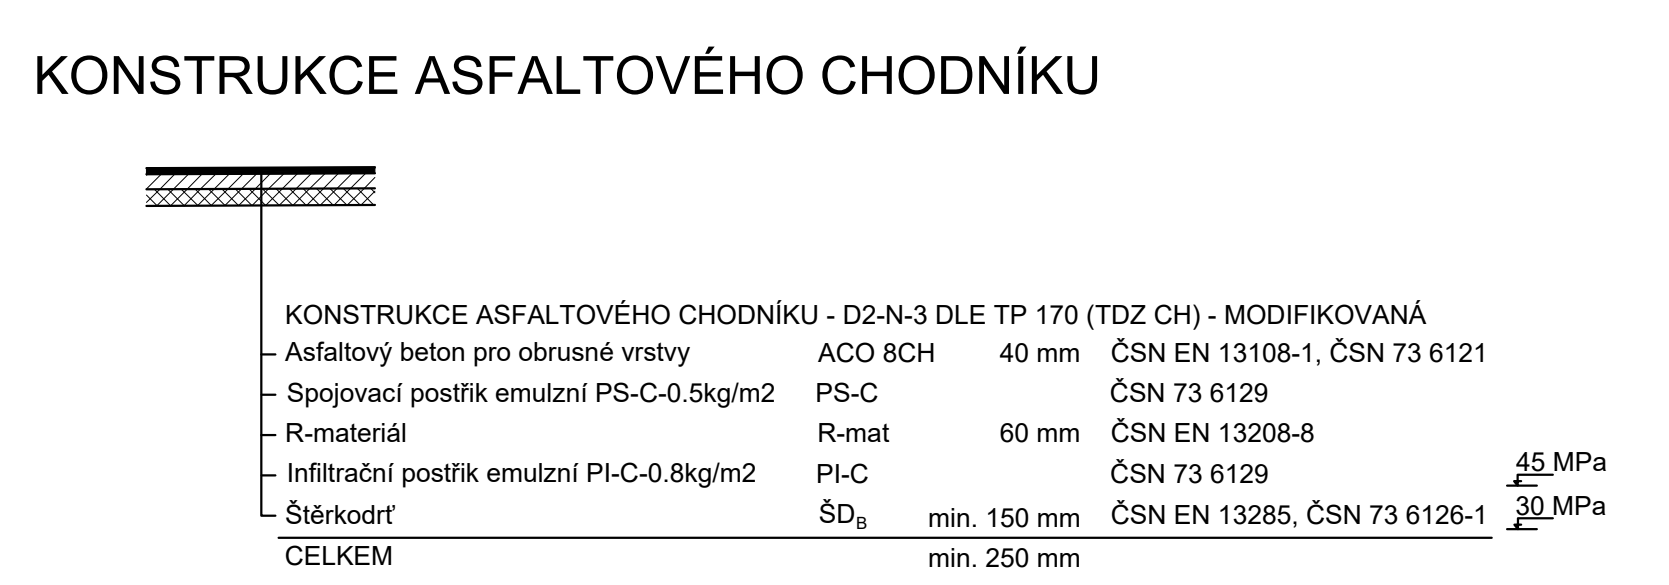 KONSTRUKCE ASFALTOVÉHO CHODNÍKU
KONSTRUKCE ASFALTOVÉHO CHODNÍKU - D2-N-3 DLE TP 170 (TDZ CH) - MODIFIKOVANÁ
Asfaltový beton pro obrusné vrstvy ACO 8CH 40 mm ČSN EN 13108-1, ČSN 73 6121
Spojovací postřik emulzní PS-C-0.5kg/m2 PS-C ČSN 73 6129
R-materiál R-mat 60 mm ČSN EN 13208-8
Infiltrační postřik emulzní PI-C-0.8kg/m2 PI-C ČSN 73 6129 45 MPa
Štěrkodrť ŠDB min. 150 mm ČSN EN 13285, ČSN 73 6126-1 30 MPa
CELKEM min. 250 mm